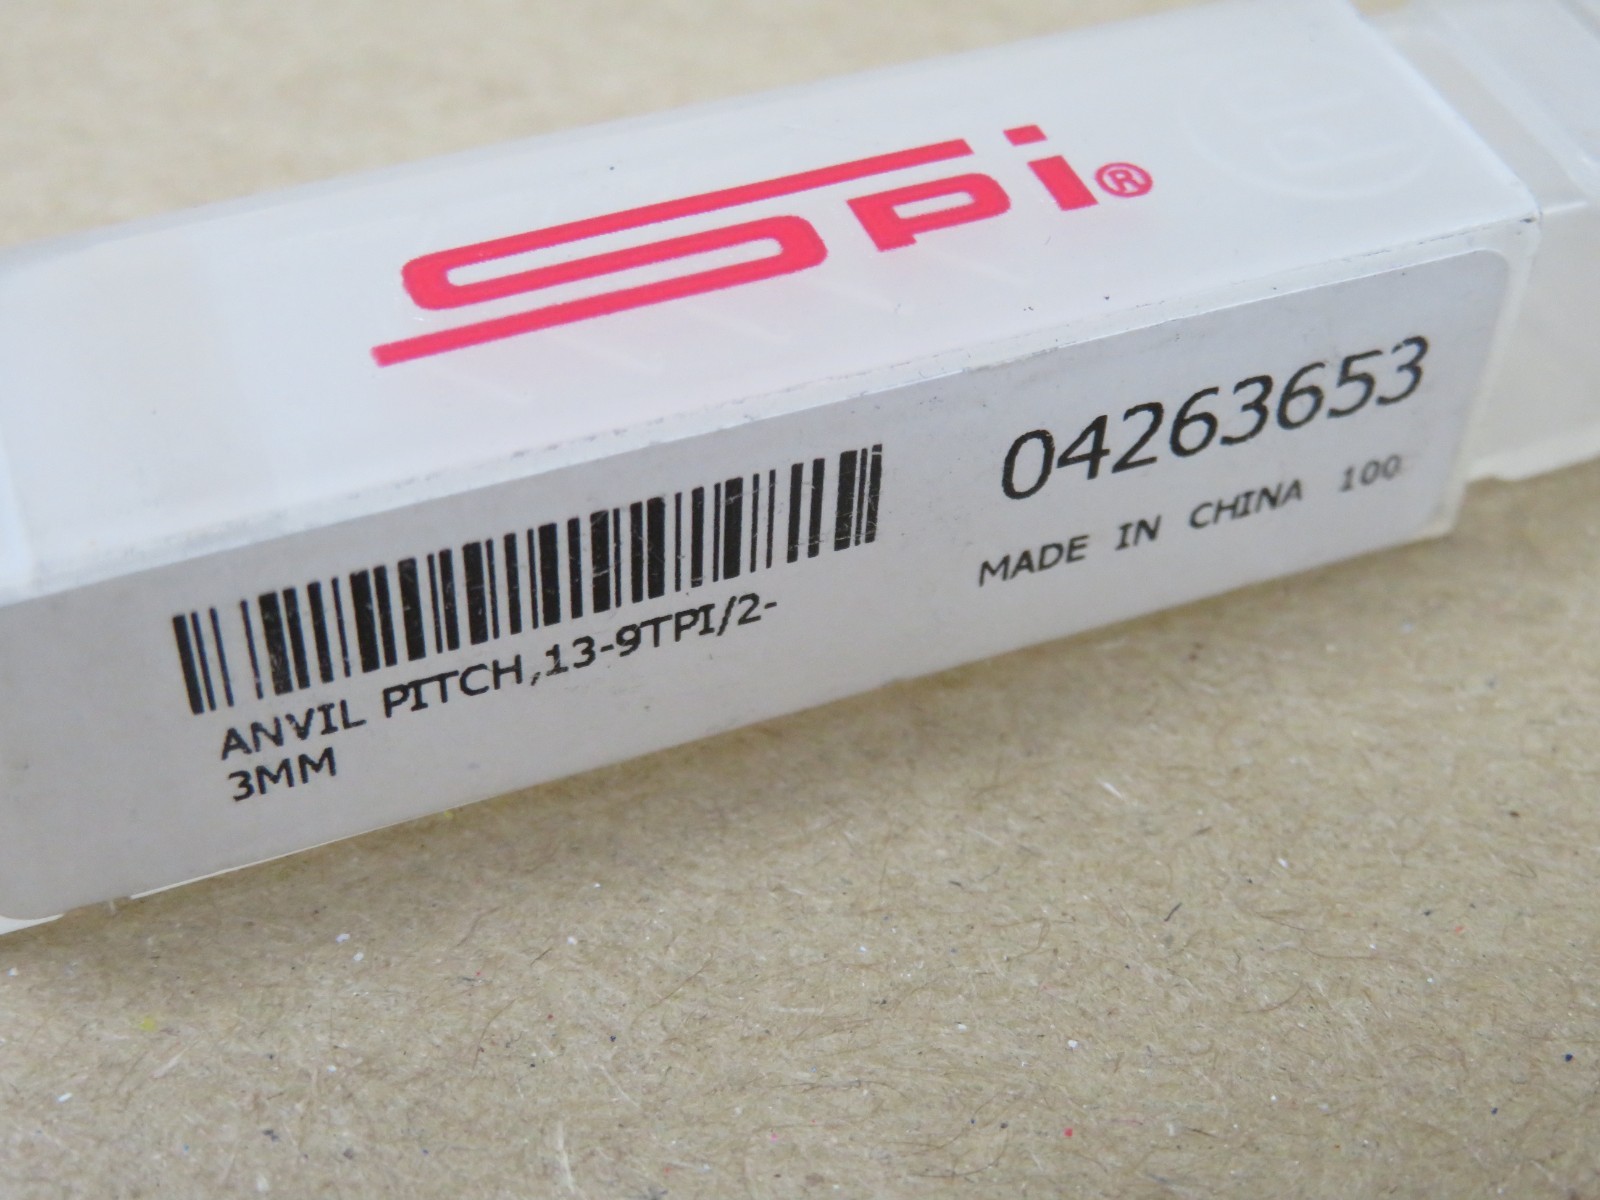 SPI®
04263653
MADE IN CHINA 100
ANVIL PITCH,13-9TPI/2-
3MM